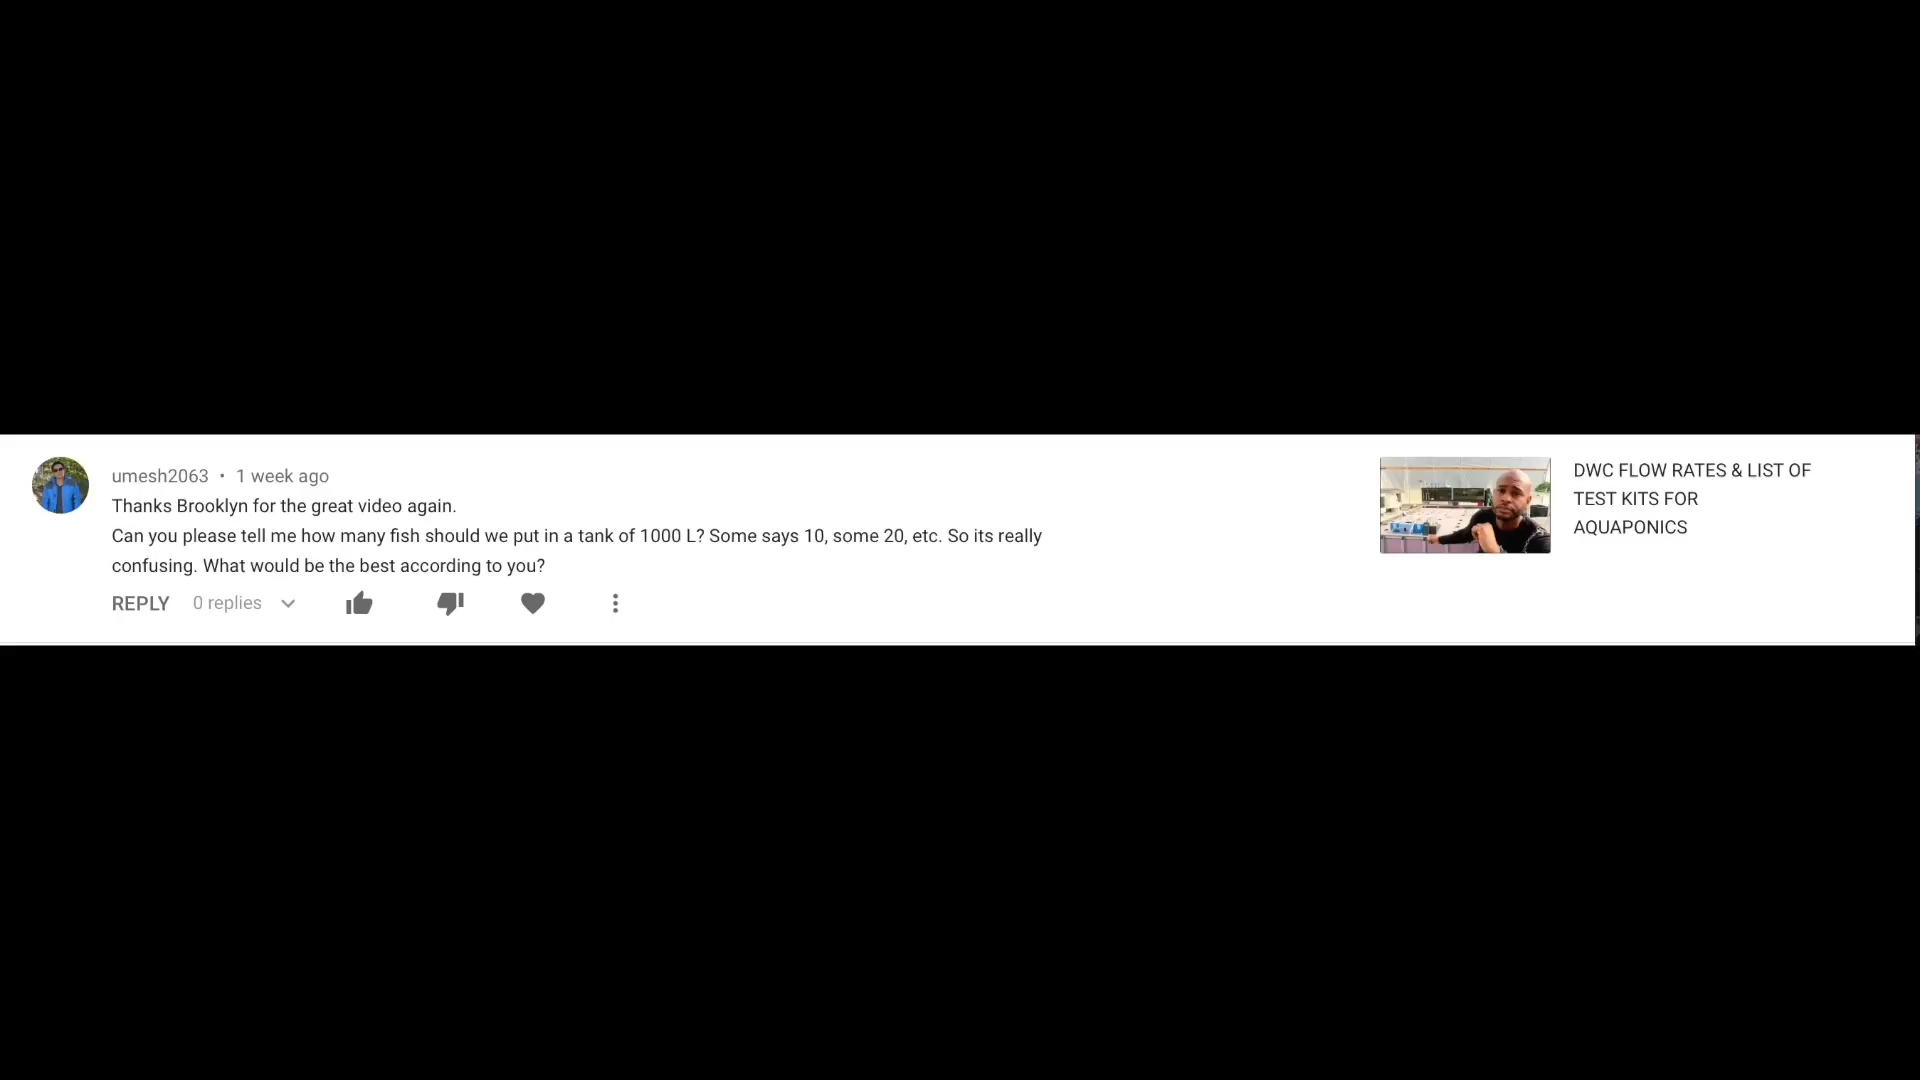 umesh2063 • 1 week ago
Thanks Brooklyn for the great video again.
Can you please tell me how many fish should we put in a tank of 1000 L? Some says 10, some 20, etc. So its really
confusing. What would be the best according to you?
REPLY 0 replies
DWC FLOW RATES & LIST OF
TEST KITS FOR
AQUAPONICS